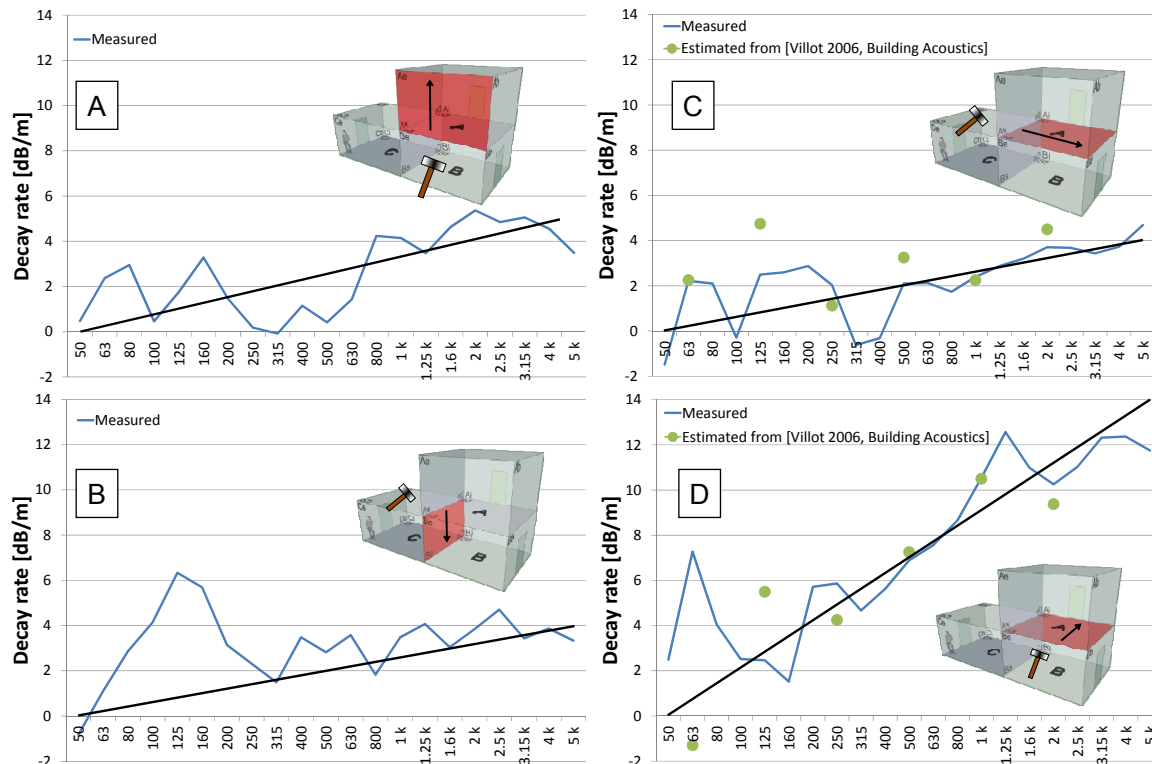 14
12
10
8
6
4
2
0
-2
Decay rate [dB/m]
Measured
A
A
B
C
50
63
80
100
125
160
200
250
315
400
500
630
800
1 k
1.25 k
1.6 k
2 k
2.5 k
3.15 k
4 k
5 k
14
12
10
8
6
4
2
0
-2
Decay rate [dB/m]
Measured
Estimated from [Villot 2006, Building Acoustics]
C
A
B
C
50
63
80
100
125
160
200
250
315
400
500
630
800
1 k
1.25 k
1.6 k
2 k
2.5 k
3.15 k
4 k
5 k
14
12
10
8
6
4
2
0
-2
Decay rate [dB/m]
Measured
B
A
B
C
50
63
80
100
125
160
200
250
315
400
500
630
800
1 k
1.25 k
1.6 k
2 k
2.5 k
3.15 k
4 k
5 k
14
12
10
8
6
4
2
0
-2
Decay rate [dB/m]
Measured
Estimated from [Villot 2006, Building Acoustics]
D
A
B
C
50
63
80
100
125
160
200
250
315
400
500
630
800
1 k
1.25 k
1.6 k
2 k
2.5 k
3.15 k
4 k
5 k